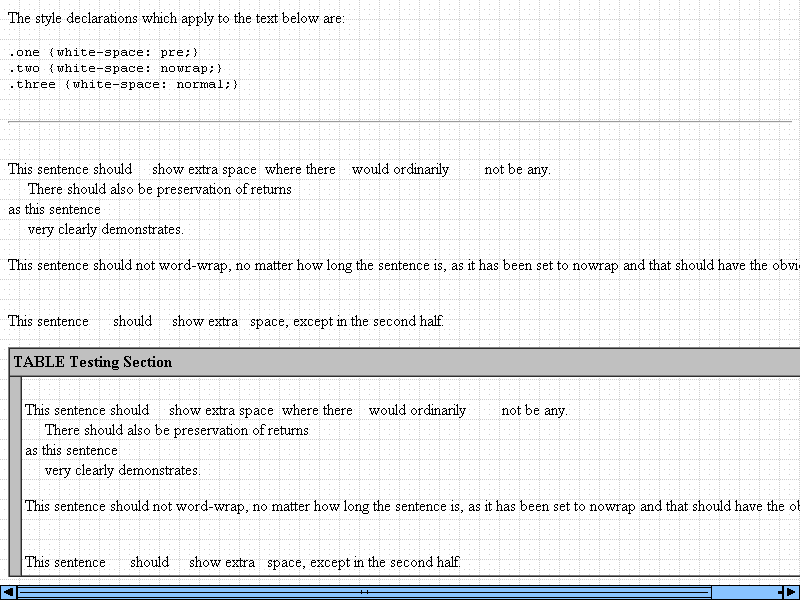 The style declarations which apply to the text below are:
.one {white-space: pre;}
.two {white-space: nowrap;}
.three {white-space: normal;}
This sentence should     show extra space  where there    would ordinarily         not be any.
     There should also be preservation of returns
as this sentence
     very clearly demonstrates.
This sentence should not word-wrap, no matter how long the sentence is, as it has been set to nowrap and that should have the obvi
This sentence      should     show extra   space, except in the second half.
TABLE Testing Section
This sentence should     show extra space  where there    would ordinarily         not be any.
     There should also be preservation of returns
as this sentence
     very clearly demonstrates.
This sentence should not word-wrap, no matter how long the sentence is, as it has been set to nowrap and that should have the ob
This sentence      should     show extra   space, except in the second half.